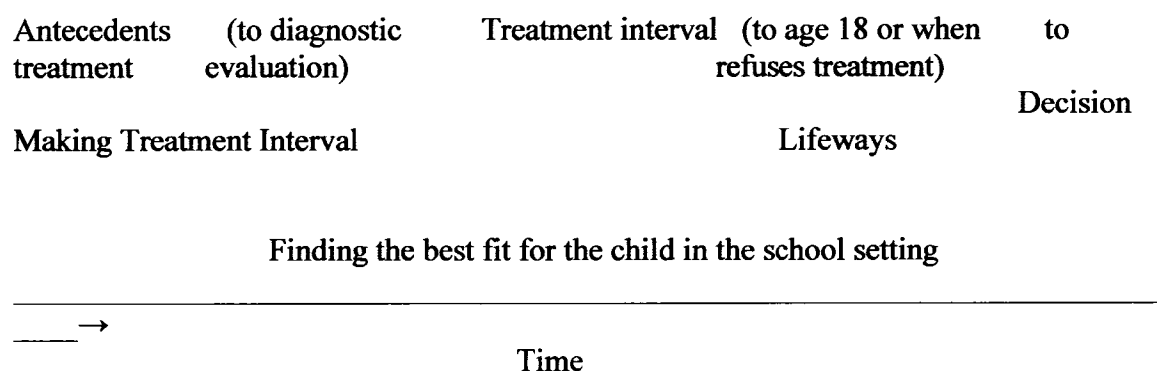 Antecedents (to diagnostic Treatment interval (to age 18 or when to
treatment evaluation) refuses treatment)
Decision
Making Treatment Interval Lifeways
Finding the best fit for the child in the school setting
→
Time